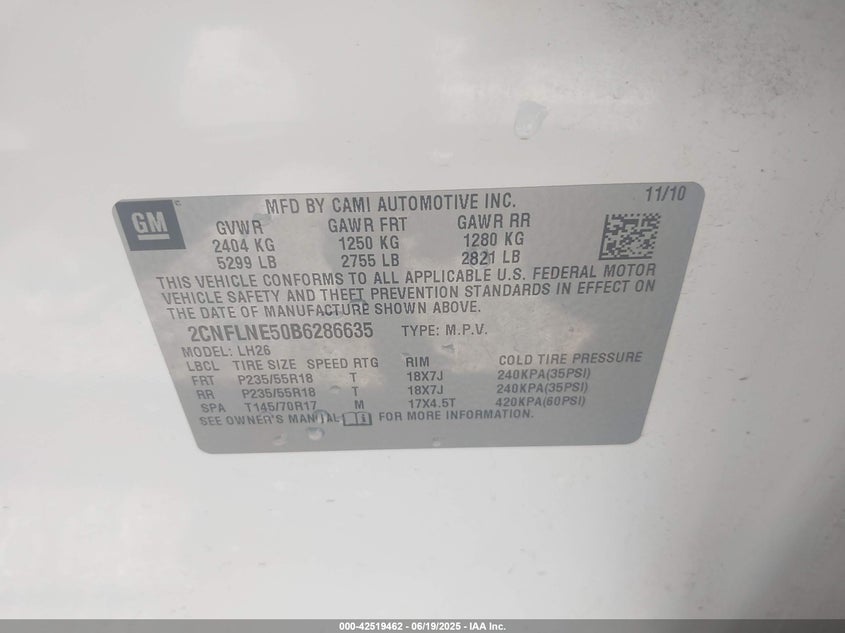 GM
MFD BY CAMI AUTOMOTIVE INC. 11/10
GVWR GAWR FRT GAWR RR
2404 KG 1250 KG 1280 KG
5299 LB 2755 LB 2821 LB
THIS VEHICLE CONFORMS TO ALL APPLICABLE U.S. FEDERAL MOTOR
VEHICLE SAFETY AND THEFT PREVENTION STANDARDS IN EFFECT ON
THE DATE OF MANUFACTURE SHOWN ABOVE.
2CNFLNE50B6286635 TYPE: M.P.V.
MODEL: LH26
LBCL TIRE SIZE SPEED RTG RIM COLD TIRE PRESSURE
FRT P235/55R18 T 18X7J 240KPA(35PSI)
RR P235/55R18 T 18X7J 240KPA(35PSI)
SPA T145/70R17 M 17X4.5T 420KPA(60PSI)
SEE OWNER'S MANUAL FOR MORE INFORMATION.
000-42519462 - 06/19/2025 - IAA Inc.